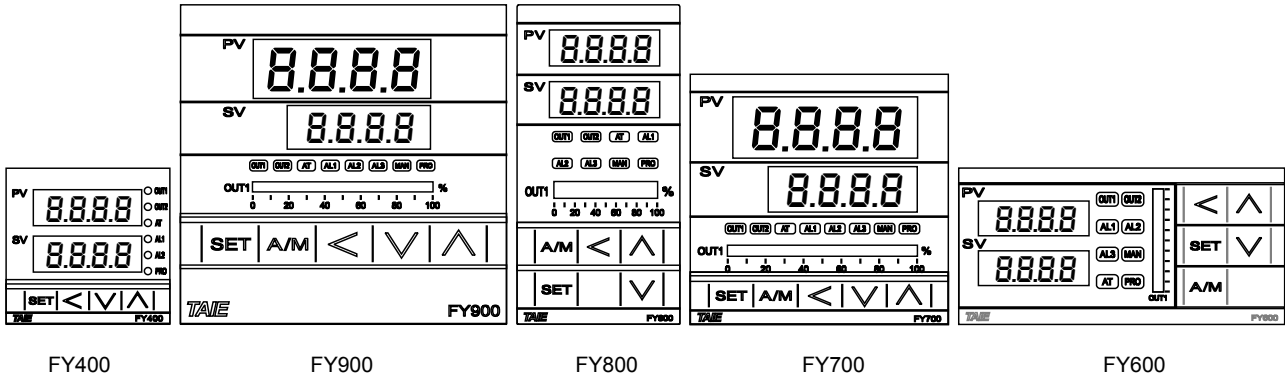 PV
8.8.8.8
SV
8.8.8.8
OUT1
OUT2
AT
AL1
AL2
PRO
SET
TAIE FY400
FY400
PV
8.8.8.8
SV
8.8.8.8
OUT1 OUT2 AT AL1 AL2 AL3 MAN PRO
OUT1 %
0 20 40 60 80 100
SET A/M
TAIE FY900
FY900
PV
8.8.8.8
SV
8.8.8.8
OUT1 OUT2 AT AL1
AL2 AL3 MAN PRO
OUT1 %
0 20 40 60 80 100
A/M
SET
TAIE FY800
FY800
PV
8.8.8.8
SV
8.8.8.8
OUT1 OUT2 AT AL1 AL2 AL3 MAN PRO
OUT1 %
0 20 40 60 80 100
SET A/M
TAIE FY700
FY700
PV
8.8.8.8
SV
8.8.8.8
OUT1 OUT2
AL1 AL2
AL3 MAN
AT PRO
OUT1
SET
A/M
TAIE FY600
FY600